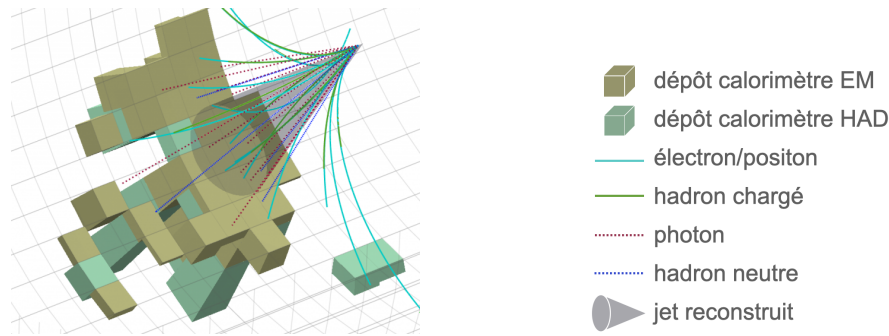 dépôt calorimètre EM
dépôt calorimètre HAD
électron/positon
hadron chargé
photon
hadron neutre
jet reconstruit